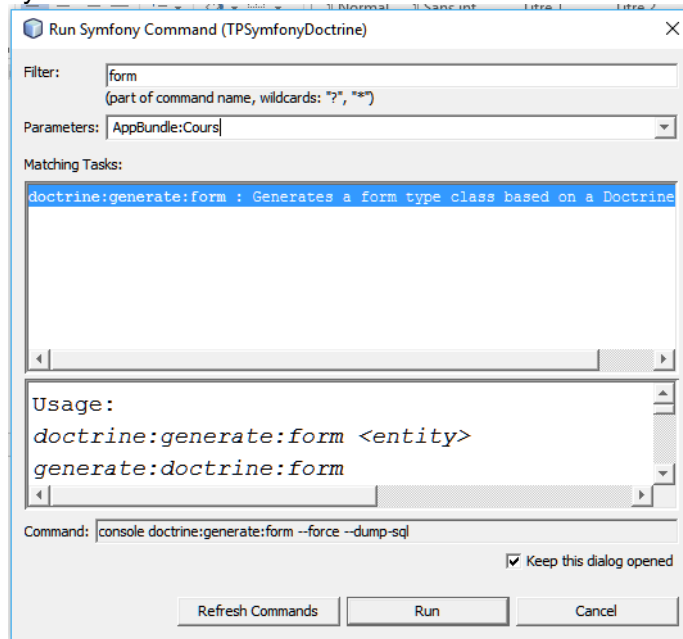 Run Symfony Command (TPSymfonyDoctrine)
Filter: form
(part of command name, wildcards: "?", "*")
Parameters: AppBundle:Cours
Matching Tasks:
doctrine:generate:form : Generates a form type class based on a Doctrine
Usage:
doctrine:generate:form <entity>
generate:doctrine:form
Command: console doctrine:generate:form --force --dump-sql
Keep this dialog opened
Refresh Commands Run Cancel